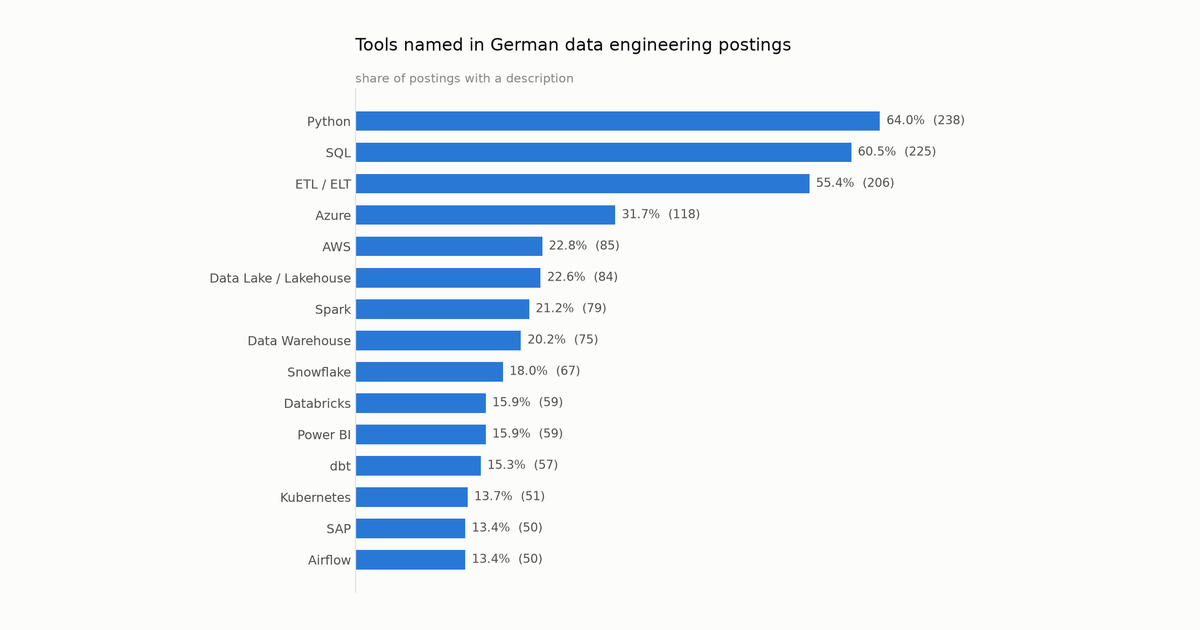 Tools named in German data engineering postings
share of postings with a description
Python 64.0% (238)
SQL 60.5% (225)
ETL / ELT 55.4% (206)
Azure 31.7% (118)
AWS 22.8% (85)
Data Lake / Lakehouse 22.6% (84)
Spark 21.2% (79)
Data Warehouse 20.2% (75)
Snowflake 18.0% (67)
Databricks 15.9% (59)
Power BI 15.9% (59)
dbt 15.3% (57)
Kubernetes 13.7% (51)
SAP 13.4% (50)
Airflow 13.4% (50)